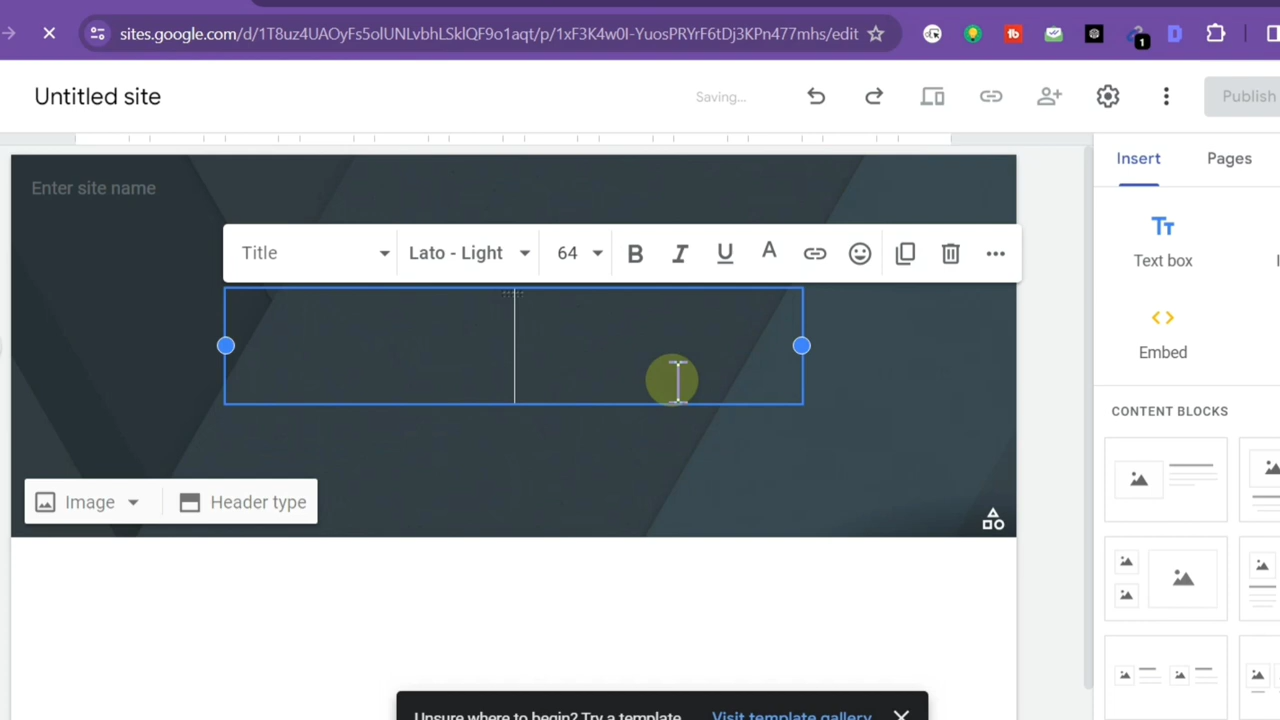 sites.google.com/d/1T8uz4UAOyFs5olUNLvbhLSklQF9o1aqt/p/1xF3K4w0I-YuosPRYrF6tDj3KPn477mhs/edit
1
Untitled site
Saving...
Publish
Insert
Pages
Enter site name
Title
Lato - Light
64
B
I
U
A
Text box
Embed
CONTENT BLOCKS
Image
Header type
Unsure where to begin? Try a template
Visit template gallery